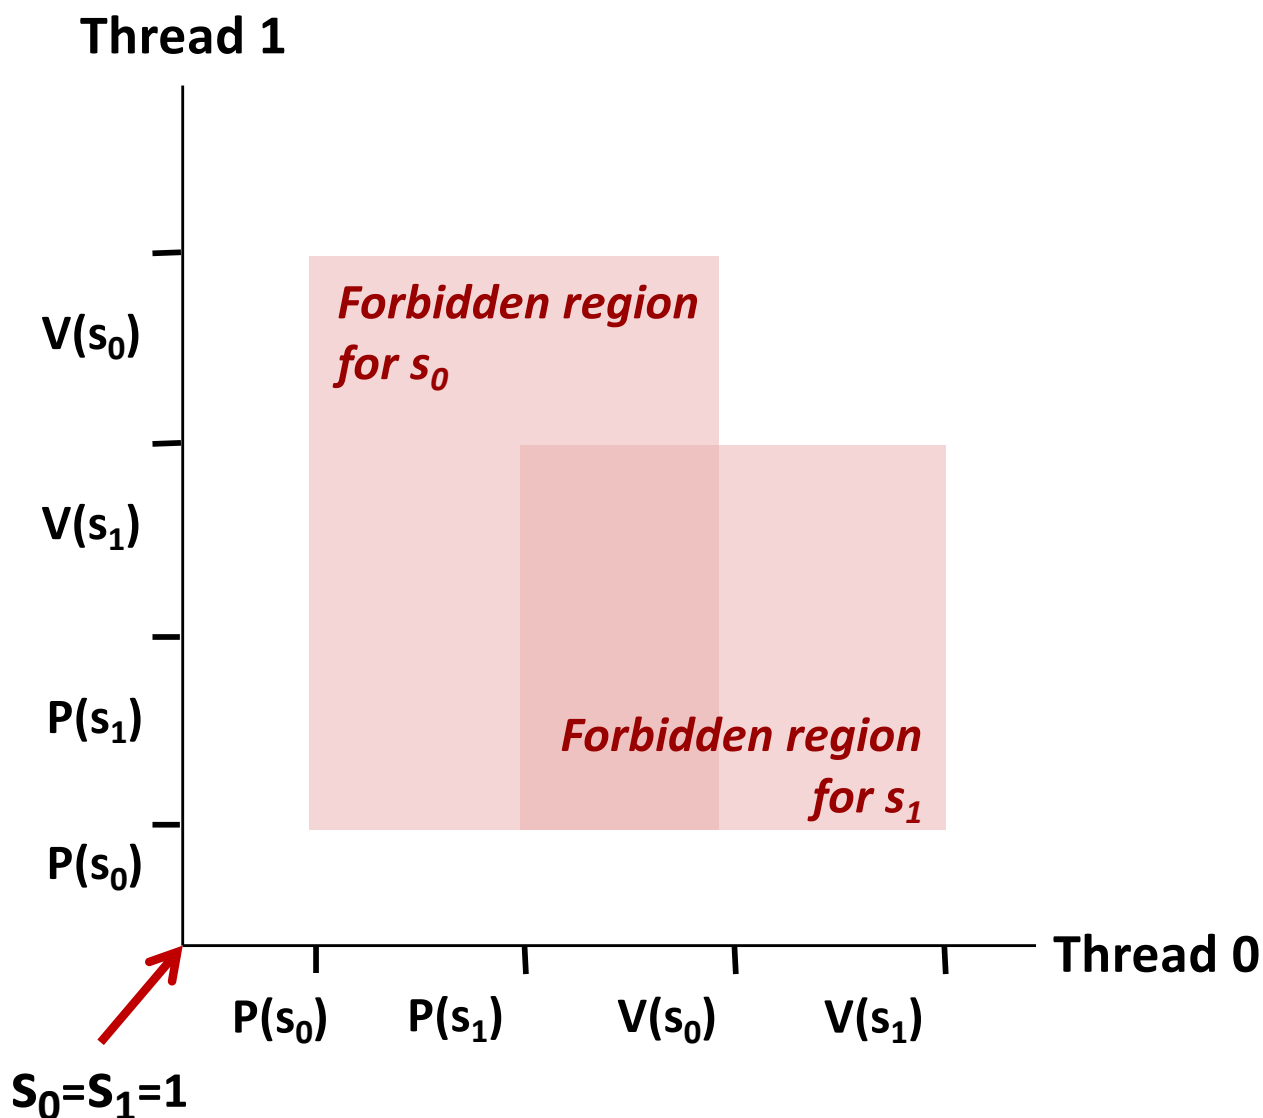 Thread 1
Forbidden region
for s₀
V(s₀)
V(s₁)
P(s₁)
Forbidden region
for s₁
P(s₀)
Thread 0
P(s₀) P(s₁) V(s₀) V(s₁)
S₀=S₁=1